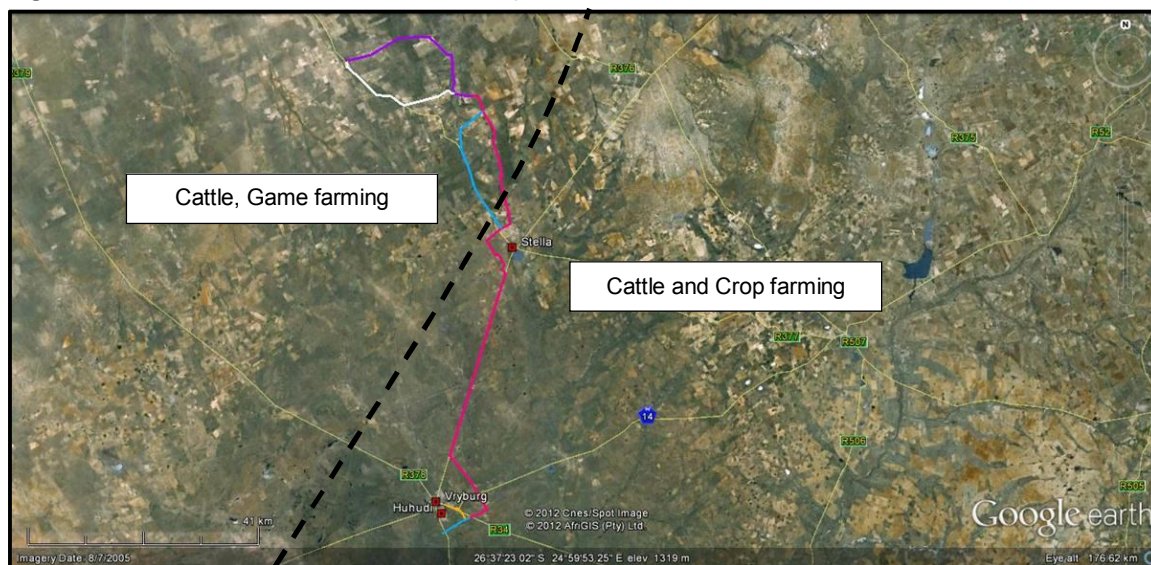 N
R379
R376
R375
R52
Cattle, Game farming
Stella
Cattle and Crop farming
R377
R507
14
R506
R376
Vryburg
R505
Huhudi
R34
41 km
© 2012 Cnes/Spot Image
© 2012 AfriGIS (Pty) Ltd.
Google earth
Imagery Date: 8/7/2005
26°37'23.02" S 24°59'53.25" E elev 1319 m
Eye alt 176.62 km